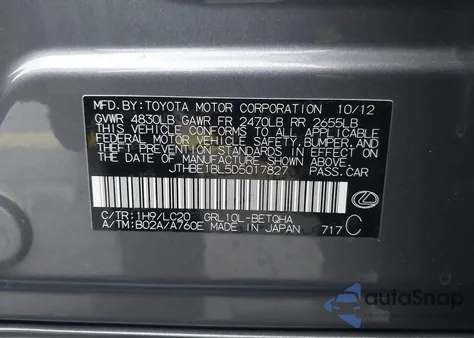 MFD.BY: TOYOTA MOTOR CORPORATION 10/12
GVWR 4830LB GAWR FR 2470LB RR 2655LB
THIS VEHICLE CONFORMS TO ALL APPLICABLE
FEDERAL MOTOR VEHICLE SAFETY, BUMPER, AND
THEFT PREVENTION STANDARDS IN EFFECT ON
THE DATE OF MANUFACTURE SHOWN ABOVE.
JTHBE1BL5D5017827 PASS.CAR
C/TR:1H9/LC20 GRL10L-BETQHA
A/TM:B02A/A760E MADE IN JAPAN 717 C
autoSnap